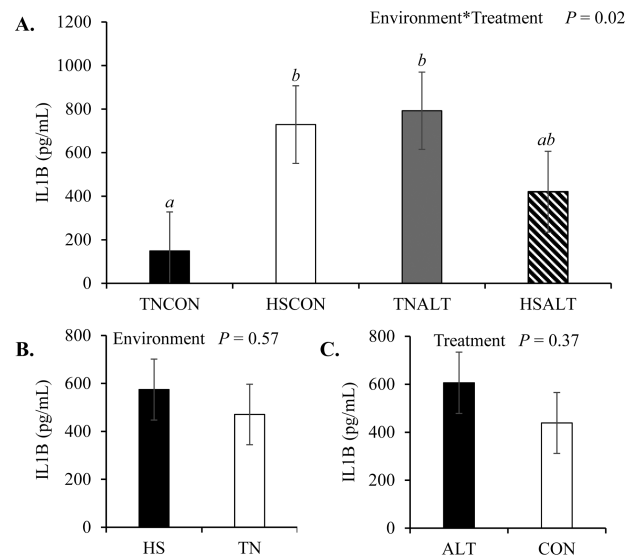 A.
Environment*Treatment P = 0.02
1200
1000
800
600
400
200
0
IL1B (pg/mL)
a
b
b
ab
TNCON HSCON TNALT HSALT
B.
Environment P = 0.57
800
600
400
200
0
IL1B (pg/mL)
HS TN
C.
Treatment P = 0.37
800
600
400
200
0
IL1B (pg/mL)
ALT CON